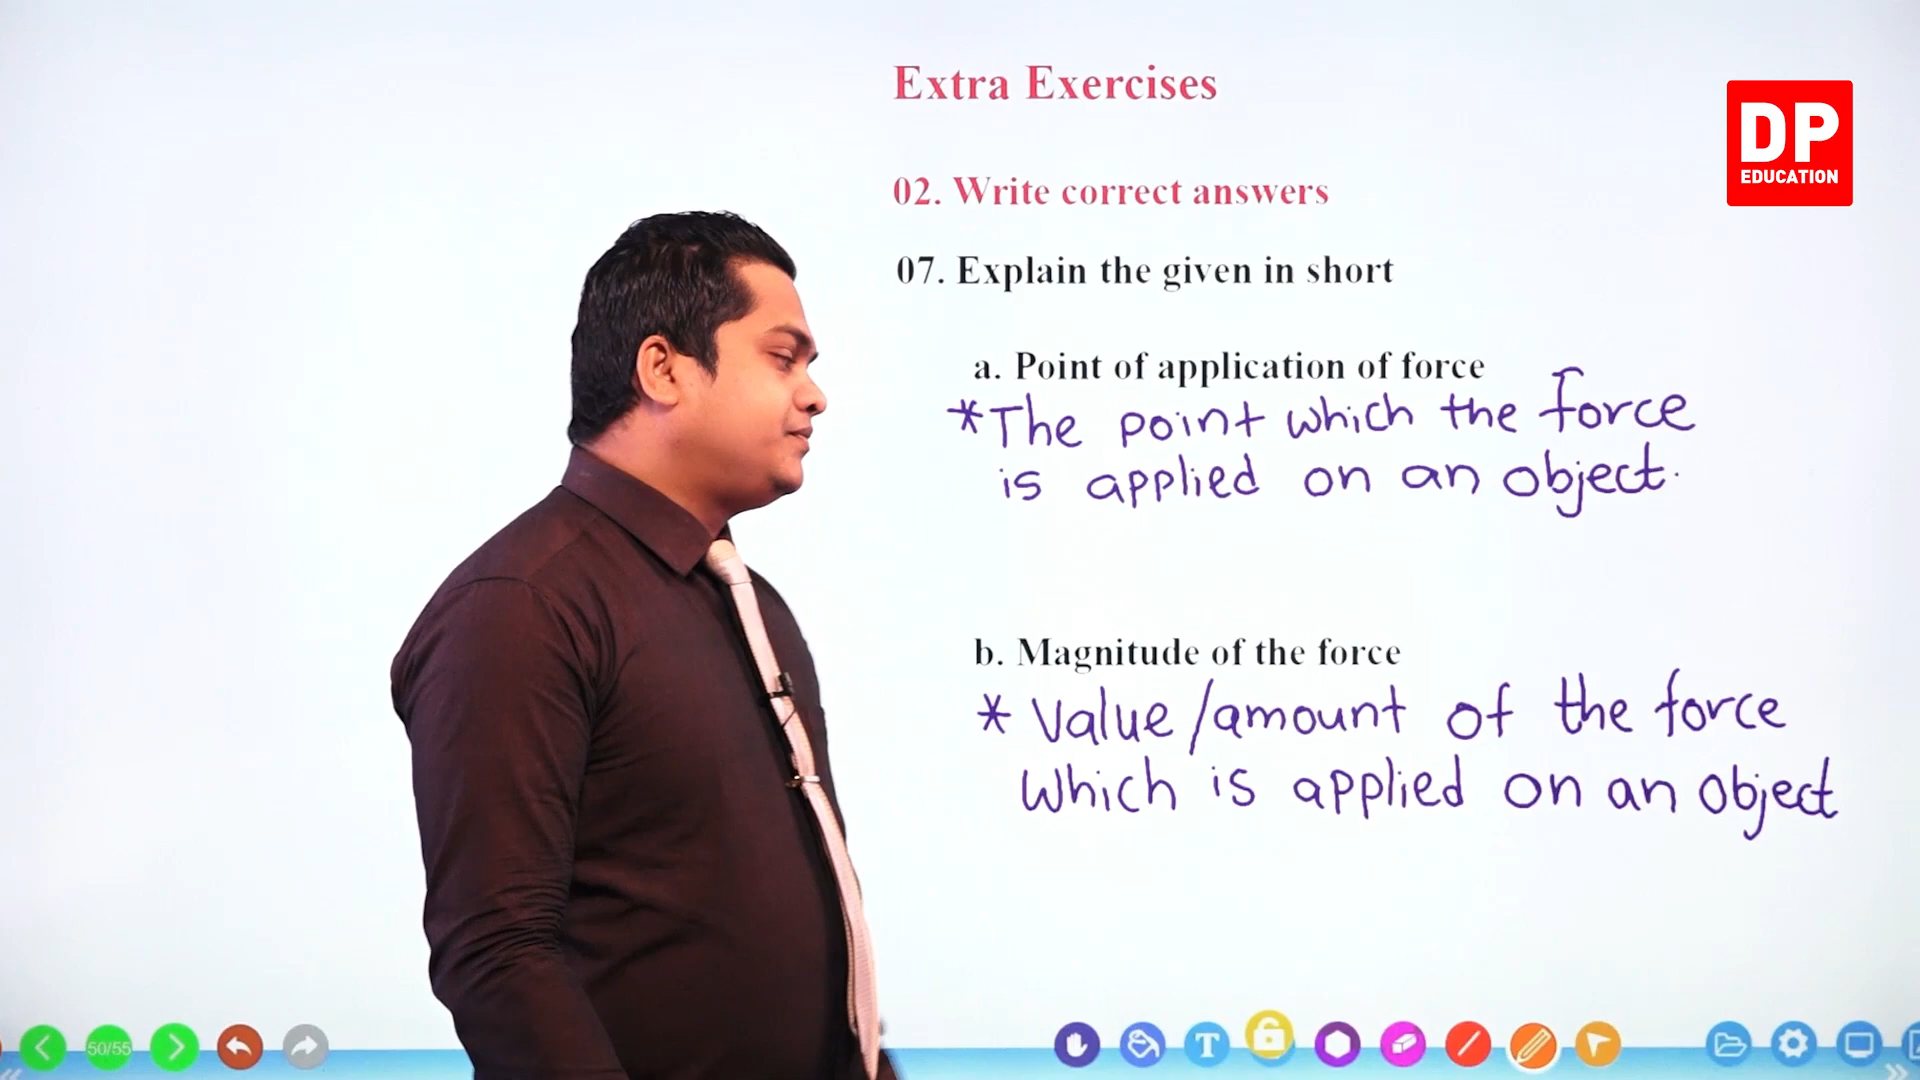 Extra Exercises
DP
EDUCATION
02. Write correct answers
07. Explain the given in short
a. Point of application of force
*The point which the force
is applied on an object.
b. Magnitude of the force
* Value/amount of the force
which is applied on an object
50/55
T